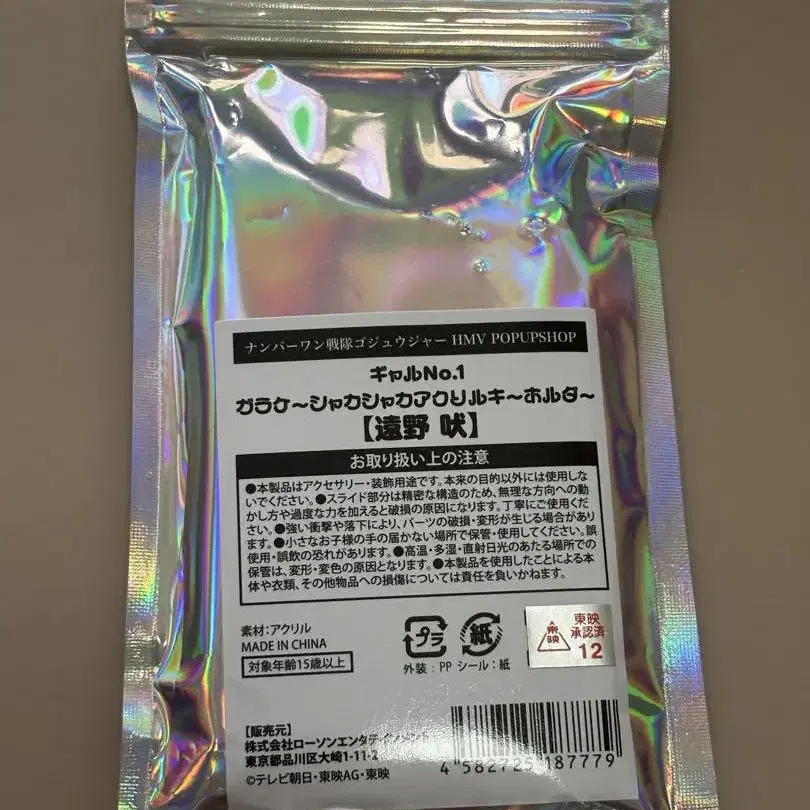 ナンバーワン戦隊ゴジュウジャー HMV POPUPSHOP
ギャルNo.1
ガラケ~シャカシャカアクリルキ~ホルダ~
【遠野 吠】
お取り扱い上の注意
●本製品はアクセサリー・装飾用途です。本来の目的以外には使用しな
いでください。●スライド部分は精密な構造のため、無理な方向への動
かし方や過度な力を加えると破損の原因になります。丁寧にご使用くだ
さい。●強い衝撃や落下により、パーツの破損・変形が生じる場合があり
ます。●小さなお子様の手の届かない場所で保管・使用してください。誤
使用・誤飲の恐れがあります。●高温・多湿・直射日光のあたる場所での
保管は、変形・変色の原因となります。●本製品を使用したことによる本
体や衣類、その他物品への損傷については責任を負いかねます。
素材:アクリル
MADE IN CHINA
対象年齢15歳以上
プラ
紙
外装:PP シール:紙
東映
東映
承認済
12
【販売元】
株式会社ローソンエンタテイ
東京都品川区大崎1-11-2
©テレビ朝日・東映AG・東映
4 582725 187779